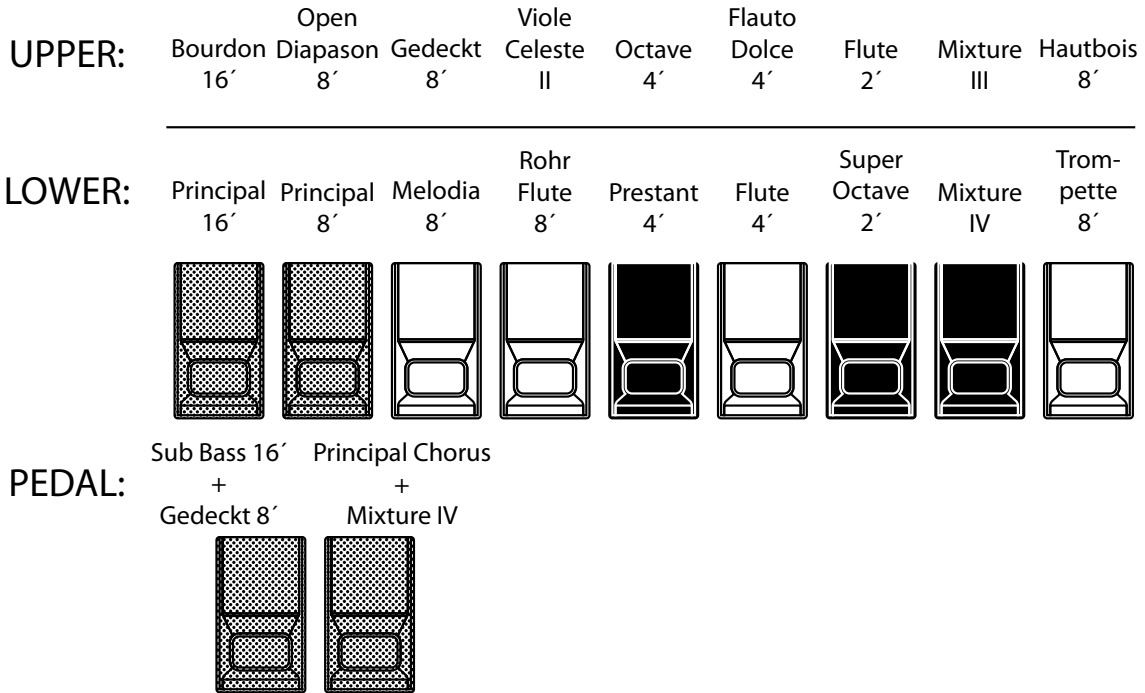 UPPER:
Bourdon 16´
Open Diapason 8´
Gedeckt 8´
Viole Celeste II
Octave 4´
Flauto Dolce 4´
Flute 2´
Mixture III
Hautbois 8´
LOWER:
Principal 16´
Principal 8´
Melodia 8´
Rohr Flute 8´
Prestant 4´
Flute 4´
Super Octave 2´
Mixture IV
Trom- pette 8´
PEDAL:
Sub Bass 16´ + Gedeckt 8´
Principal Chorus + Mixture IV